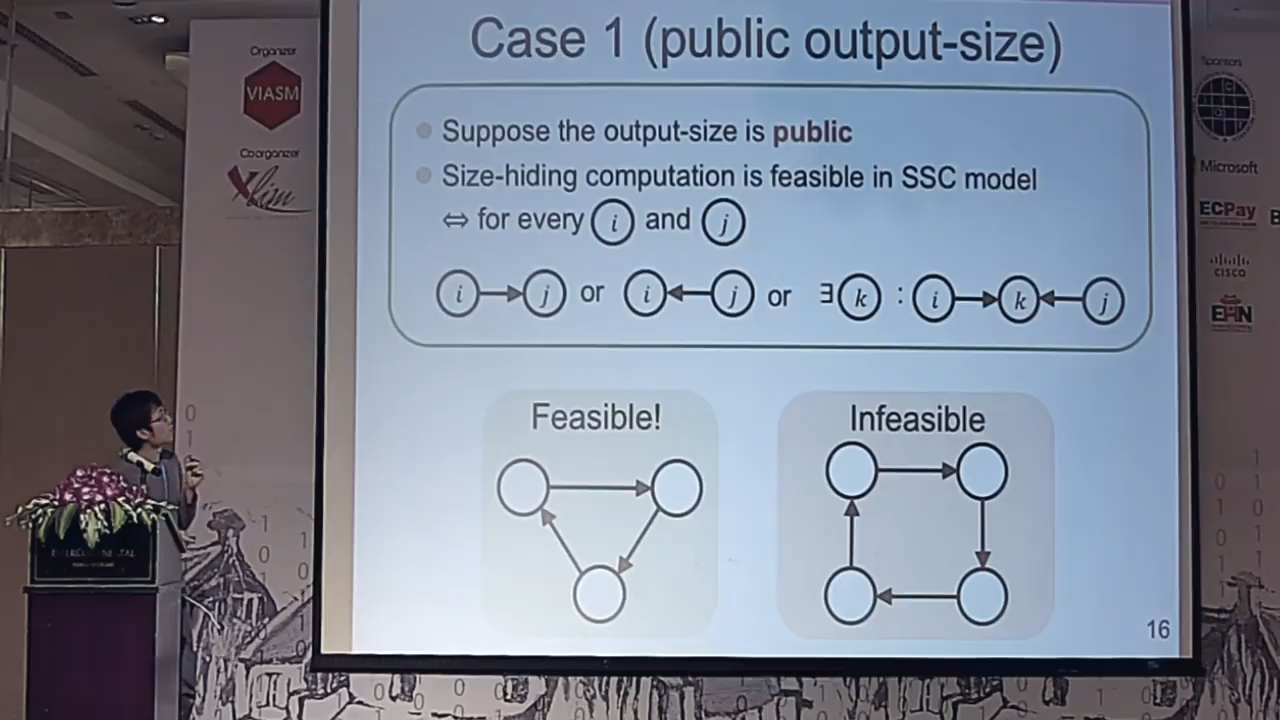 Case 1 (public output-size)
Suppose the output-size is public
Size-hiding computation is feasible in SSC model
⇔ for every i and j
i j or i j or ∃ k : i k j
Feasible!
Infeasible
16
Organizer
VIASM
Coorganizer
Xlim
Sponsors
Microsoft
ECPay
CISCO